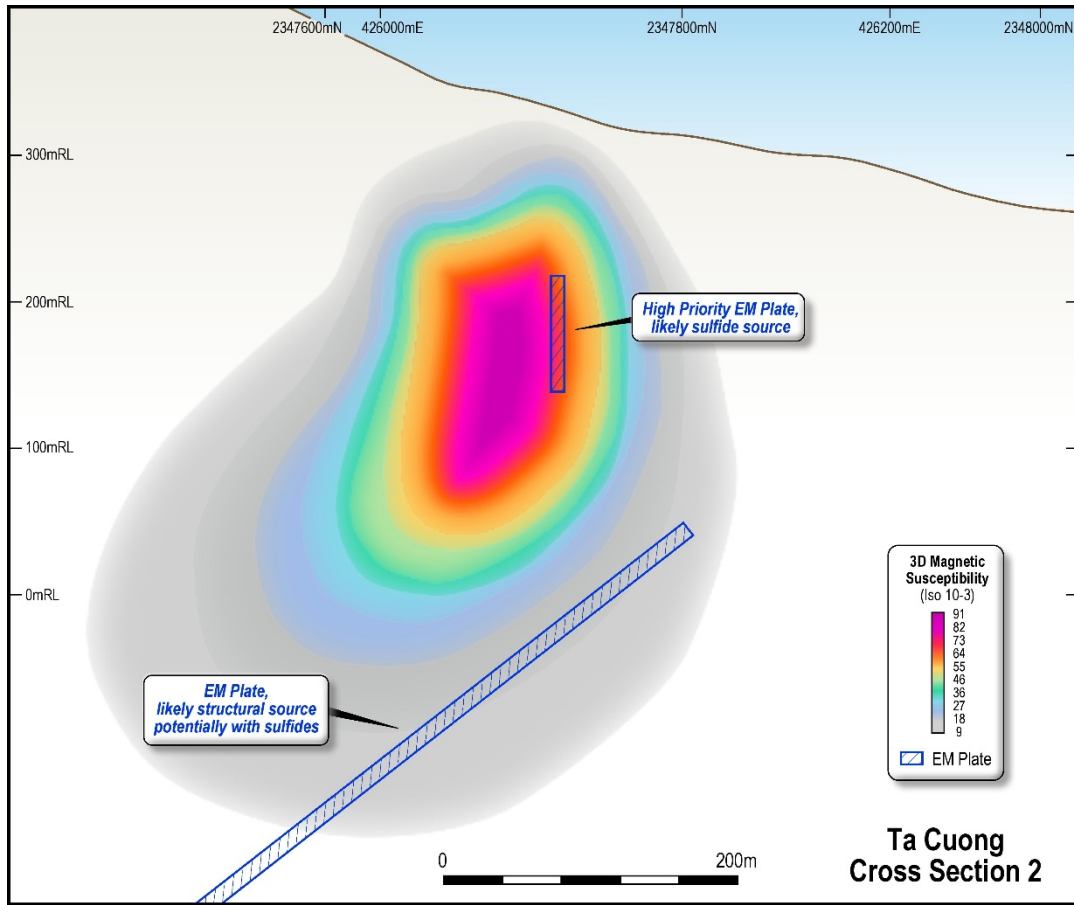 2347600mN
426000mE
2347800mN
426200mE
2348000mN
300mRL
200mRL
High Priority EM Plate,
likely sulfide source
100mRL
0mRL
3D Magnetic
Susceptibility
(Iso 10-3)
91
82
73
64
55
46
36
27
18
9
EM Plate
EM Plate,
likely structural source
potentially with sulfides
0
200m
Ta Cuong
Cross Section 2